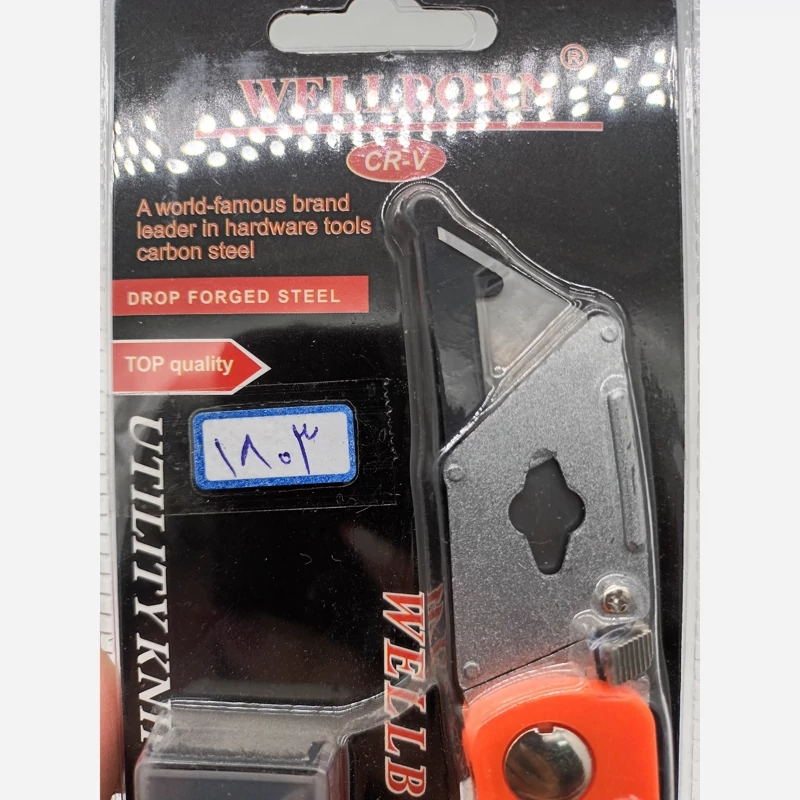 WELLBORN®
CR-V
A world-famous brand
leader in hardware tools
carbon steel
DROP FORGED STEEL
TOP quality
۱۸۰۳
UTILITY KNI
WELLB